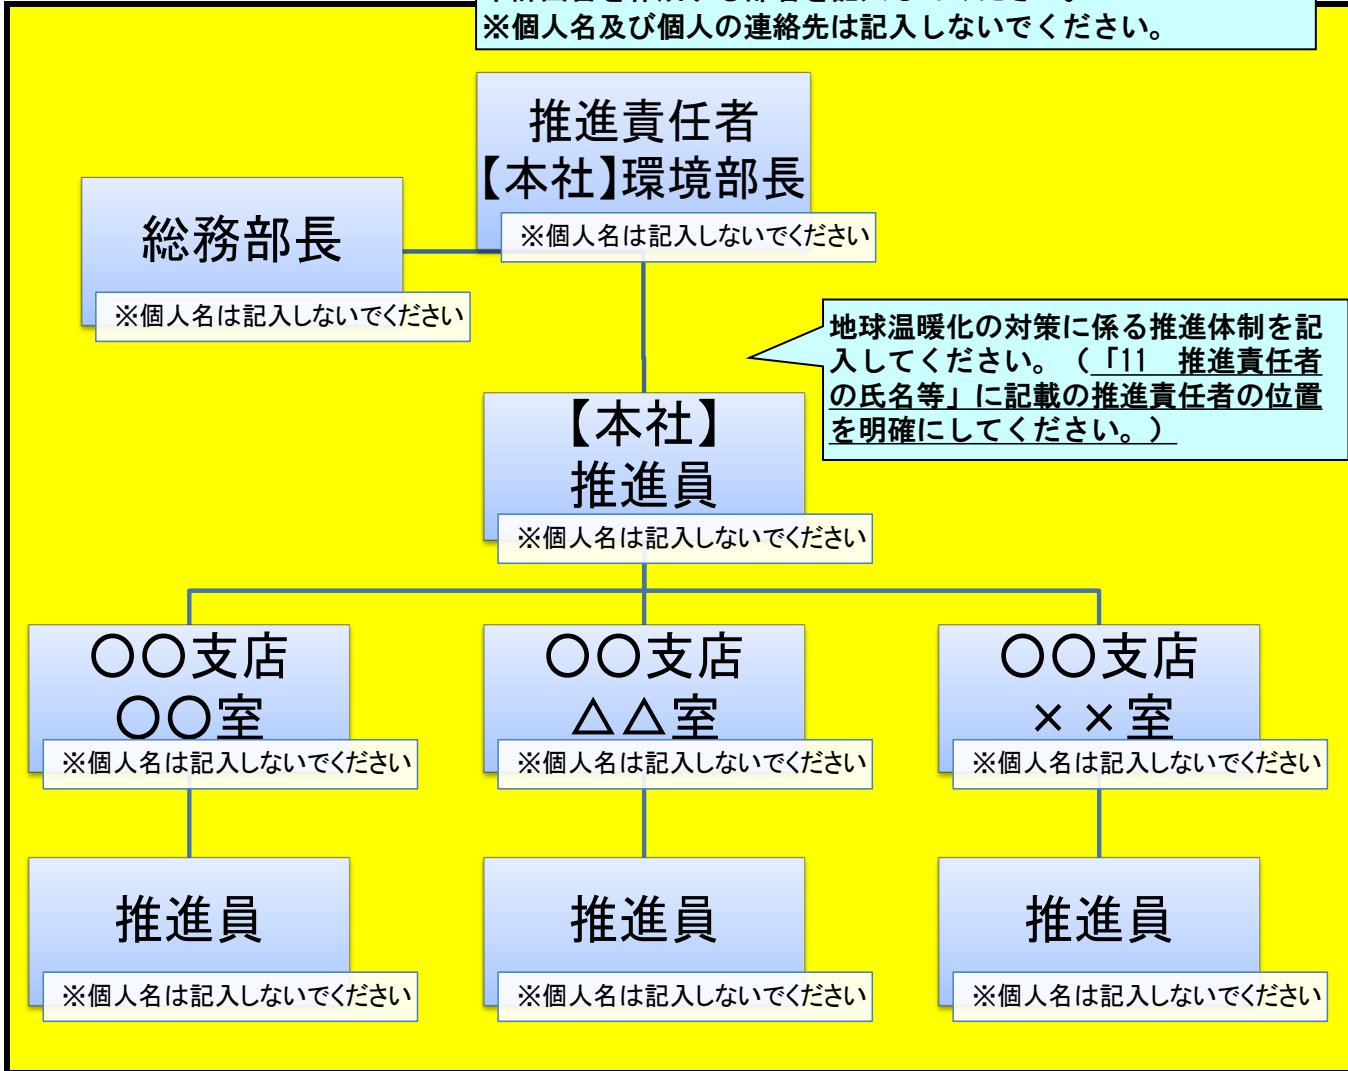 ※個人名及び個人の連絡先は記入しないでください。
推進責任者
【本社】環境部長
※個人名は記入しないでください
総務部長
※個人名は記入しないでください
地球温暖化の対策に係る推進体制を記
入してください。（「11　推進責任者
の氏名等」に記載の推進責任者の位置
を明確にしてください。）
【本社】
推進員
※個人名は記入しないでください
〇〇支店
〇〇室
※個人名は記入しないでください
〇〇支店
△△室
※個人名は記入しないでください
〇〇支店
××室
※個人名は記入しないでください
推進員
※個人名は記入しないでください
推進員
※個人名は記入しないでください
推進員
※個人名は記入しないでください